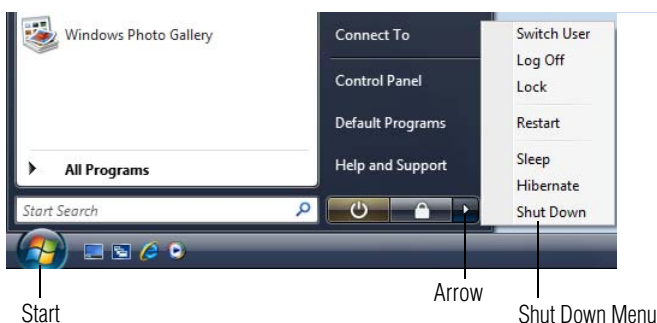 Windows Photo Gallery
All Programs
Start Search
Connect To
Control Panel
Default Programs
Help and Support
Switch User
Log Off
Lock
Restart
Sleep
Hibernate
Shut Down
Start
Arrow
Shut Down Menu